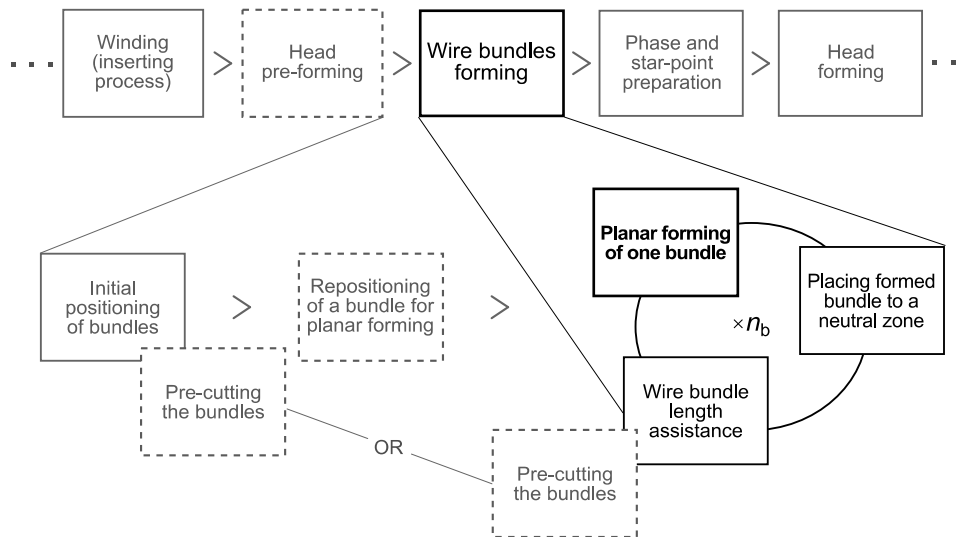 Winding
(inserting
process)
Head
pre-forming
Wire bundles
forming
Phase and
star-point
preparation
Head
forming
Initial
positioning
of bundles
Repositioning
of a bundle for
planar forming
Planar forming
of one bundle
Placing formed
bundle to a
neutral zone
×n_b
Wire bundle
length
assistance
Pre-cutting
the bundles
OR
Pre-cutting
the bundles